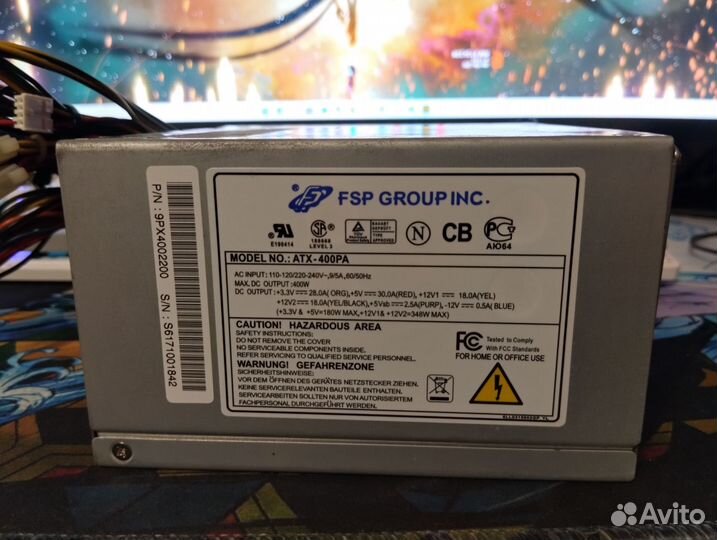 P/N : 9PX4002200
S/N : S6171001842
FSP GROUP INC.
E190414
LEVEL 3
TYPE APPROVED
N
CB
AIO64
MODEL NO.: ATX-400PA
AC INPUT: 110-120/220-240V~,9/5A,60/50Hz
MAX. DC OUTPUT: 400W
DC OUTPUT: +3.3V ⎓ 28.0A( ORG),+5V ⎓ 30.0A(RED), +12V1 ⎓ 18.0A(YEL)
+12V2 ⎓ 18.0A(YEL/BLACK),+5Vsb ⎓ 2.5A(PURPLE), -12V ⎓ 0.5A( BLUE)
(+3.3V & +5V=180W MAX,+12V1& +12V2=348W MAX)
CAUTION! HAZARDOUS AREA
SAFETY INSTRUCTIONS:
DO NOT REMOVE THE COVER.
NO SERVICEABLE COMPONENTS INSIDE.
REFER SERVICING TO QUALIFIED SERVICE PERSONNEL.
WARNUNG! GEFAHRENZONE
SICHERHEITSHINWEISE:
VOR DEM ÖFFNEN DES GERÄTES NETZSTECKER ZIEHEN.
KEINE REALIVIERBAREN BAUTEILE ENTHALTEN.
SERVICEARBEITEN SOLLTEN NUR VON AUTORISIERTEM
FACHPERSONAL DURCHGEFÜHRT WERDEN.
FC
Tested to Comply
With FCC Standards
FOR HOME OR OFFICE USE
Avito